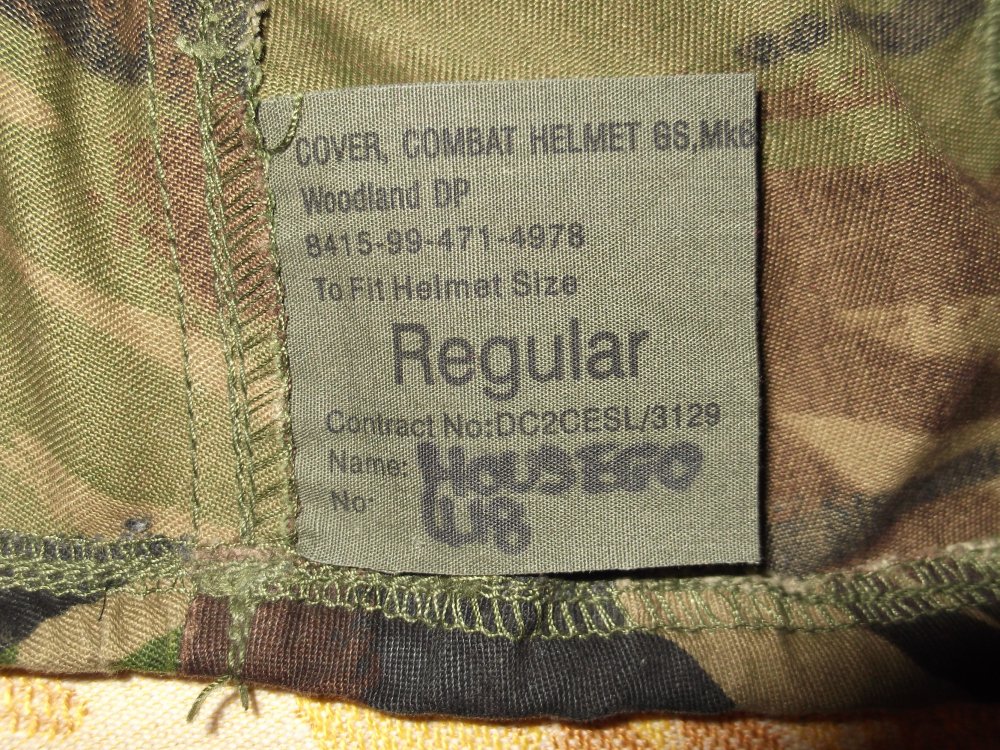 COVER, COMBAT HELMET GS,Mk6
Woodland DP
8415-99-471-4978
To Fit Helmet Size
Regular
Contract No:DC2CESL/3129
Name: HOUSEGO
No: